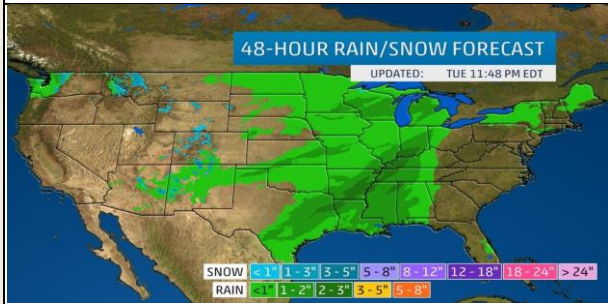 48-HOUR RAIN/SNOW FORECAST
UPDATED: TUE 11:48 PM EDT
SNOW <1" 1 - 3" 3 - 5" 5 - 8" 8 - 12" 12 - 18" 18 - 24" > 24"
RAIN <1" 1 - 2" 2 - 3" 3 - 5" 5 - 8"